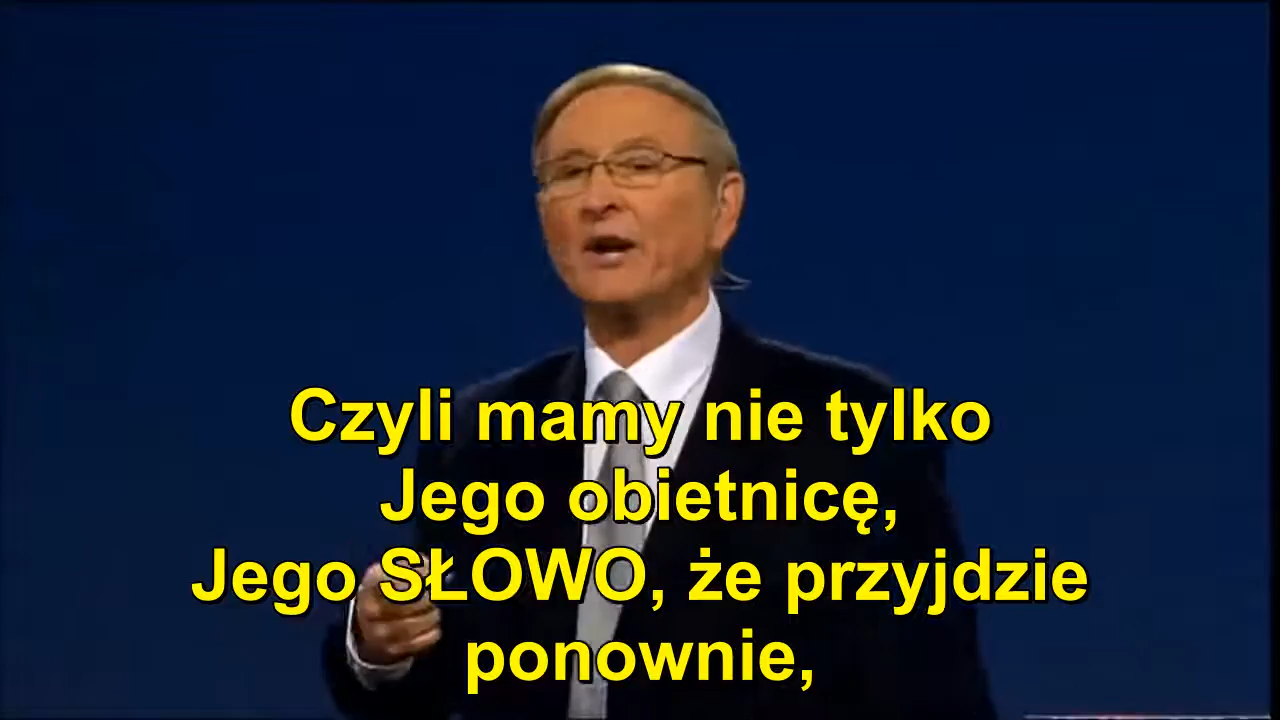 Czyli mamy nie tylko
Jego obietnicę,
Jego SŁOWO, że przyjdzie
ponownie,